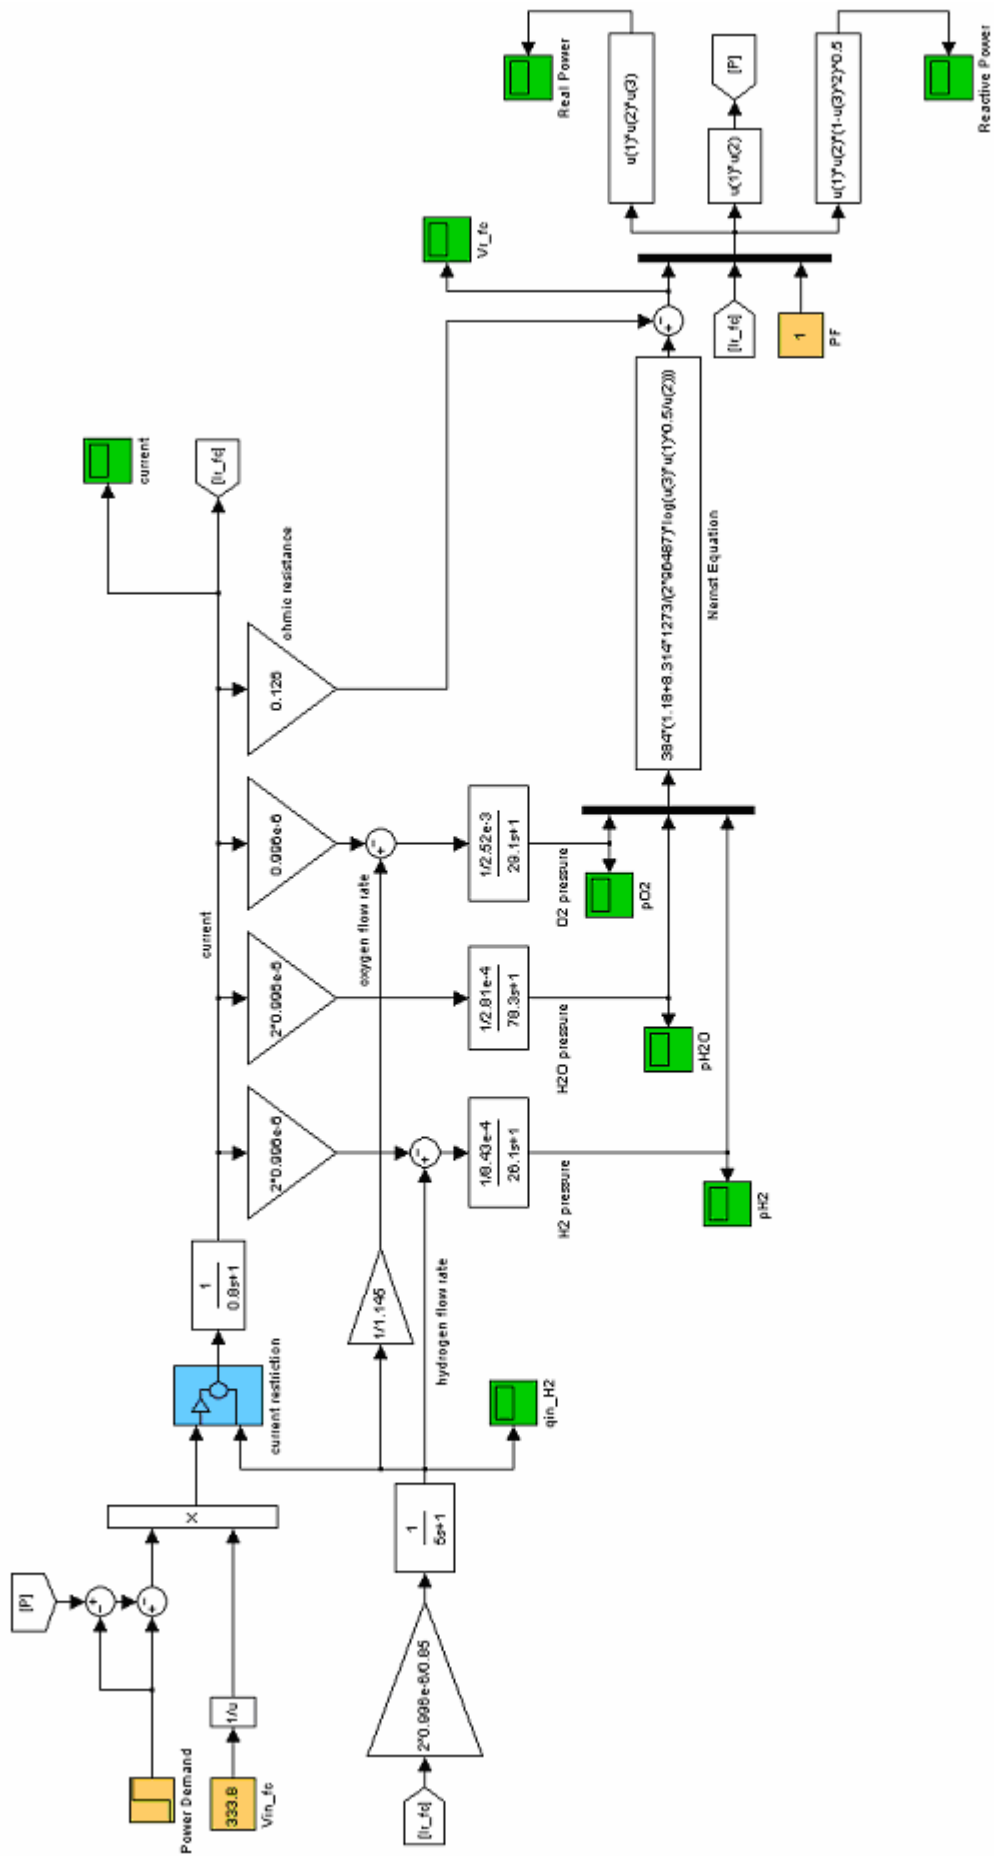 Power Demand
333.8
Vin_fc
1/u
[P]
×
current restriction
1
0.8s+1
current
current
[Ir_fc]
[Ir_fc]
2*0.996e-6/0.85
1
5s+1
qin_H2
1/1.145
hydrogen flow rate
oxygen flow rate
2*0.996e-6
2*0.996e-6
0.996e-6
0.126
ohmic resistance
1/8.43e-4
26.1s+1
H2 pressure
1/2.81e-4
78.3s+1
H2O pressure
1/2.52e-3
29.1s+1
O2 pressure
pH2
pH2O
pO2
384*(1.18+8.314*1273/(2*96487)*log(u(3)*u(1)^0.5/u(2)))
Nernst Equation
Vr_fc
[Ir_fc]
1
PF
u(1)*u(2)*u(3)
Real Power
u(1)*u(2)
[P]
u(1)*u(2)*(1-u(3)^2)^0.5
Reactive Power